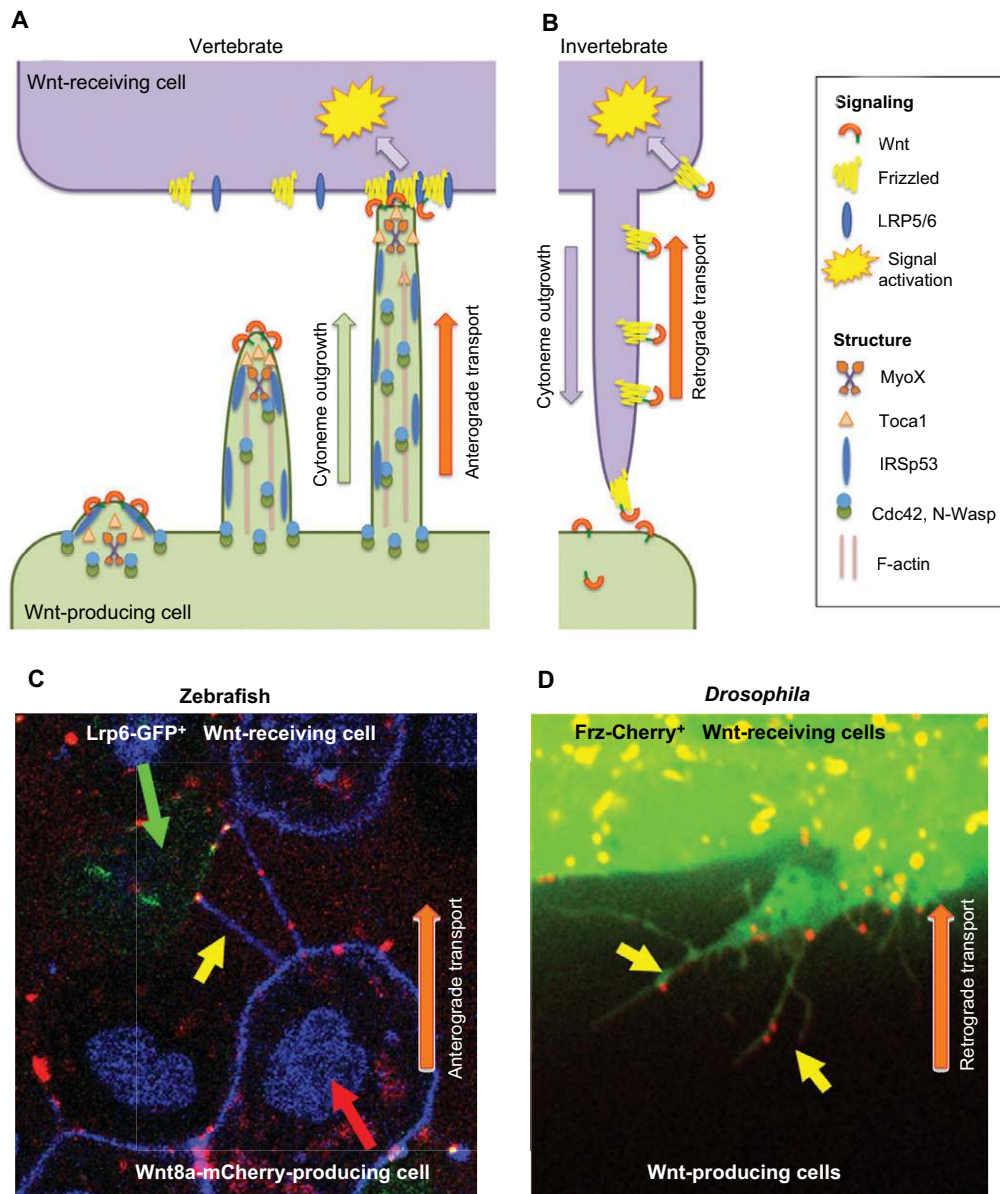 A
Vertebrate
Wnt-receiving cell
Cytoneme outgrowth
Anterograde transport
Wnt-producing cell
B
Invertebrate
Cytoneme outgrowth
Retrograde transport
Signaling
Wnt
Frizzled
LRP5/6
Signal
activation
Structure
MyoX
Toca1
IRSp53
Cdc42, N-Wasp
F-actin
C
Zebrafish
Lrp6-GFP+ Wnt-receiving cell
Anterograde transport
Wnt8a-mCherry-producing cell
D
Drosophila
Frz-Cherry+ Wnt-receiving cells
Retrograde transport
Wnt-producing cells